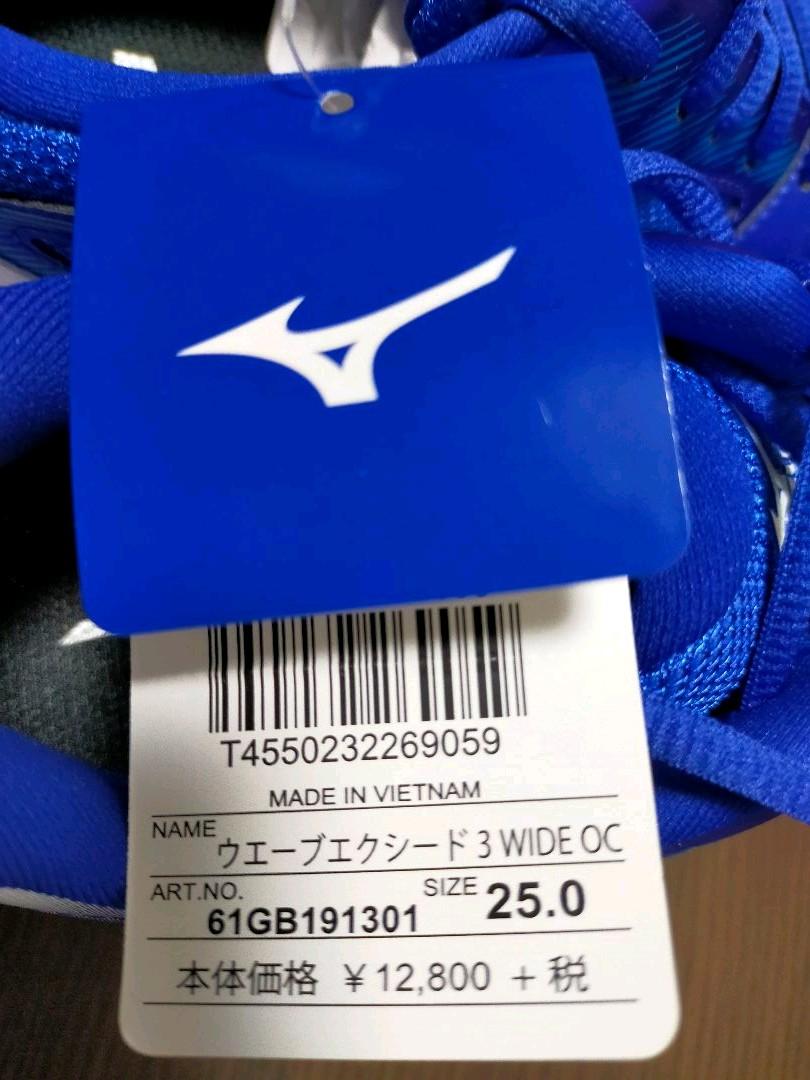 T4550232269059
MADE IN VIETNAM
NAME ウエーブエクシード 3 WIDE OC
ART.NO. 61GB191301 SIZE 25.0
本体価格 ¥12,800 + 税